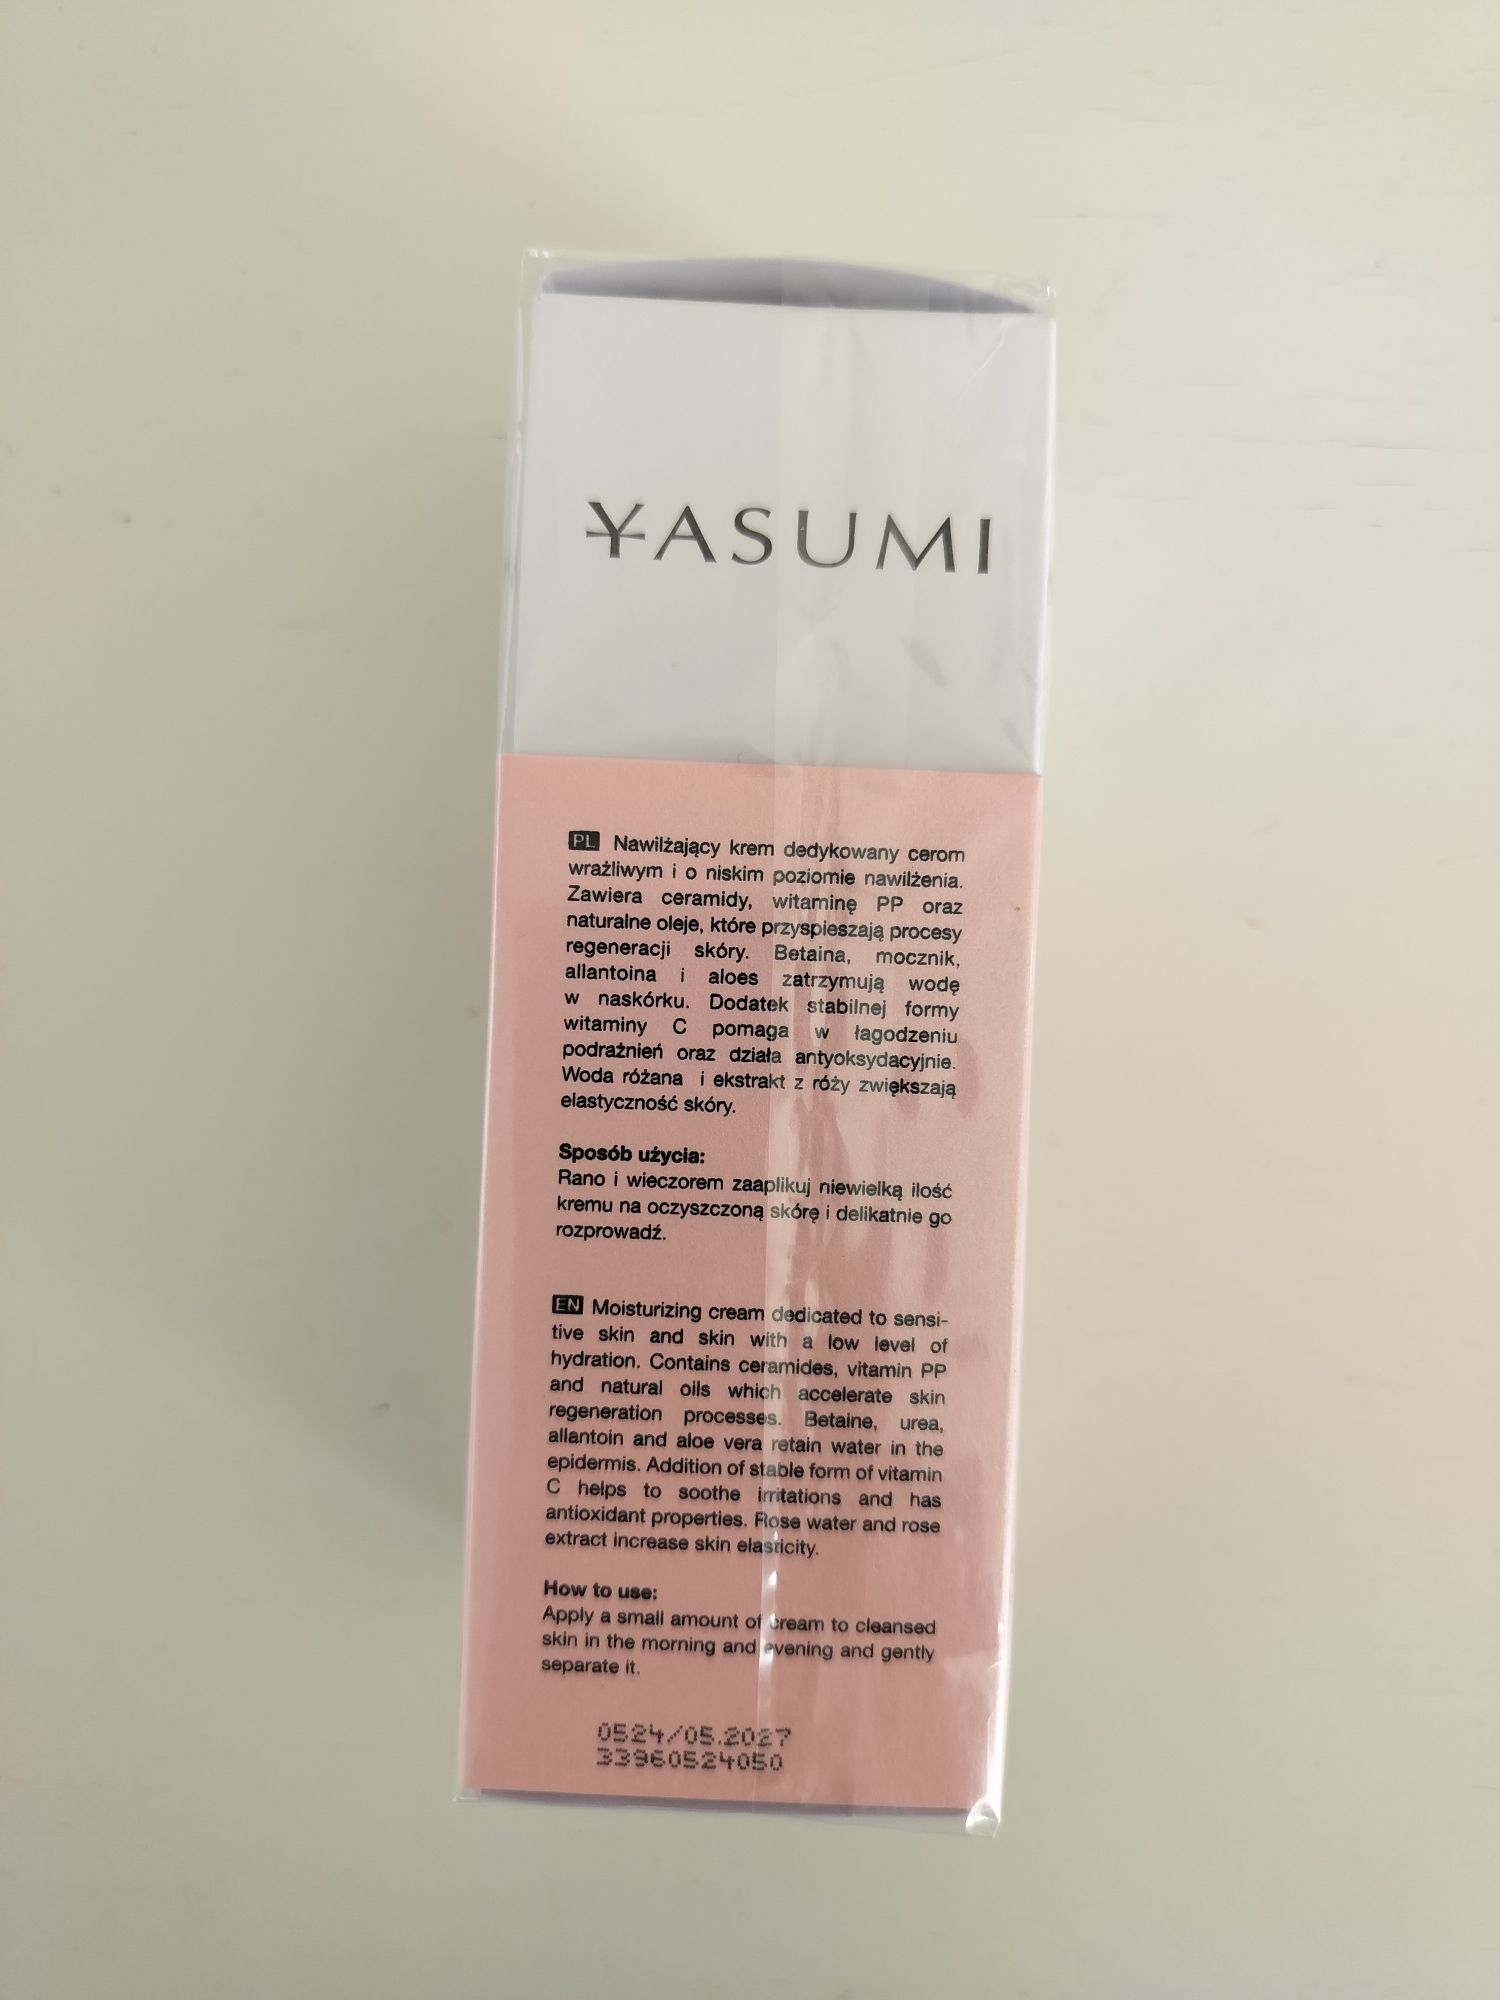 YASUMI
PL Nawilżający krem dedykowany cerom
wrażliwym i o niskim poziomie nawilżenia.
Zawiera ceramidy, witaminę PP oraz
naturalne oleje, które przyspieszają procesy
regeneracji skóry. Betaina, mocznik,
allantoina i aloes zatrzymują wodę
w naskórku. Dodatek stabilnej formy
witaminy C pomaga w łagodzeniu
podrażnień oraz działa antyoksydacyjnie.
Woda różana i ekstrakt z róży zwiększają
elastyczność skóry.
Sposób użycia:
Rano i wieczorem zaaplikuj niewielką ilość
kremu na oczyszczoną skórę i delikatnie go
rozprowadź.
EN Moisturizing cream dedicated to sensi-
tive skin and skin with a low level of
hydration. Contains ceramides, vitamin PP
and natural oils which accelerate skin
regeneration processes. Betaine, urea,
allantoin and aloe vera retain water in the
epidermis. Addition of stable form of vitamin
C helps to soothe irritations and has
antioxidant properties. Rose water and rose
extract increase skin elasticity.
How to use:
Apply a small amount of cream to cleansed
skin in the morning and evening and gently
separate it.
0524/05.2027
33960524050